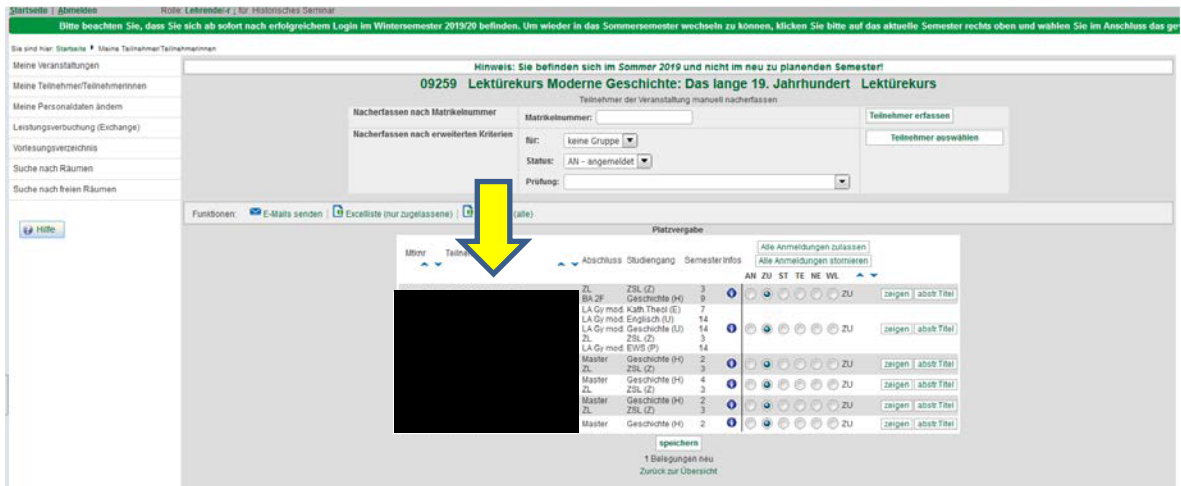 Startseite | Abmelden Rolle: Lehrende/-r ; für: Historisches Seminar
Bitte beachten Sie, dass Sie sich ab sofort nach erfolgreichem Login im Wintersemester 2019/20 befinden. Um wieder in das Sommersemester wechseln zu können, klicken Sie bitte auf das aktuelle Semester rechts oben und wählen Sie im Anschluss das
Sie sind hier: Startseite Meine Teilnehmer/Teilnehmerinnen
Meine Veranstaltungen
Meine Teilnehmer/Teilnehmerinnen
Meine Personaldaten ändern
Leistungsverbuchung (Exchange)
Vorlesungsverzeichnis
Suche nach Räumen
Suche nach freien Räumen
Hilfe
Hinweis: Sie befinden sich im Sommer 2019 und nicht im neu zu planenden Semester!
09259 Lektürekurs Moderne Geschichte: Das lange 19. Jahrhundert Lektürekurs
Teilnehmer der Veranstaltung manuell nacherfassen
Nacherfassen nach Matrikelnummer Matrikelnummer: Teilnehmer erfassen
Nacherfassen nach erweiterten Kriterien für: keine Gruppe Teilnehmer auswählen
Status: AN - angemeldet
Prüfung:
Funktionen: E-Mails senden | Excelliste (nur zugelassene) | (alle)
Platzvergabe
Alle Anmeldungen zulassen
Mtknr Abschluss Studiengang Semester Infos Alle Anmeldungen stornieren
AN ZU ST TE NE WL
ZL ZSL (Z) 3
BA 2F Geschichte (H) 9 ZU zeigen abstr.Titel
LA Gy mod. Kath.Theol (E) 7
LA Gy mod. Englisch (U) 14
LA Gy mod. Geschichte (U) 14 ZU zeigen abstr.Titel
ZL ZSL (Z) 3
LA Gy mod. EWS (P) 14
Master Geschichte (H) 2
ZL ZSL (Z) 3 ZU zeigen abstr.Titel
Master Geschichte (H) 4
ZL ZSL (Z) 3 ZU zeigen abstr.Titel
Master Geschichte (H) 2
ZL ZSL (Z) 3 ZU zeigen abstr.Titel
Master Geschichte (H) 2 ZU zeigen abstr.Titel
speichern
1 Belegungen neu
Zurück zur Übersicht